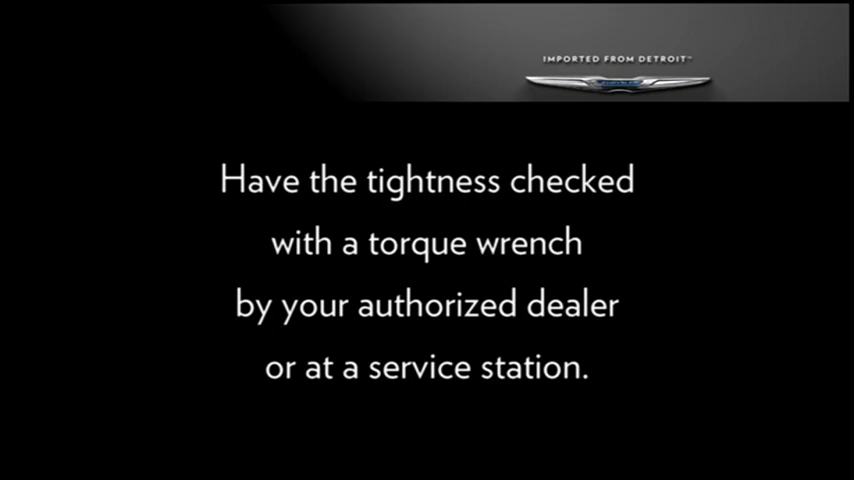 IMPORTED FROM DETROIT™
Have the tightness checked
with a torque wrench
by your authorized dealer
or at a service station.